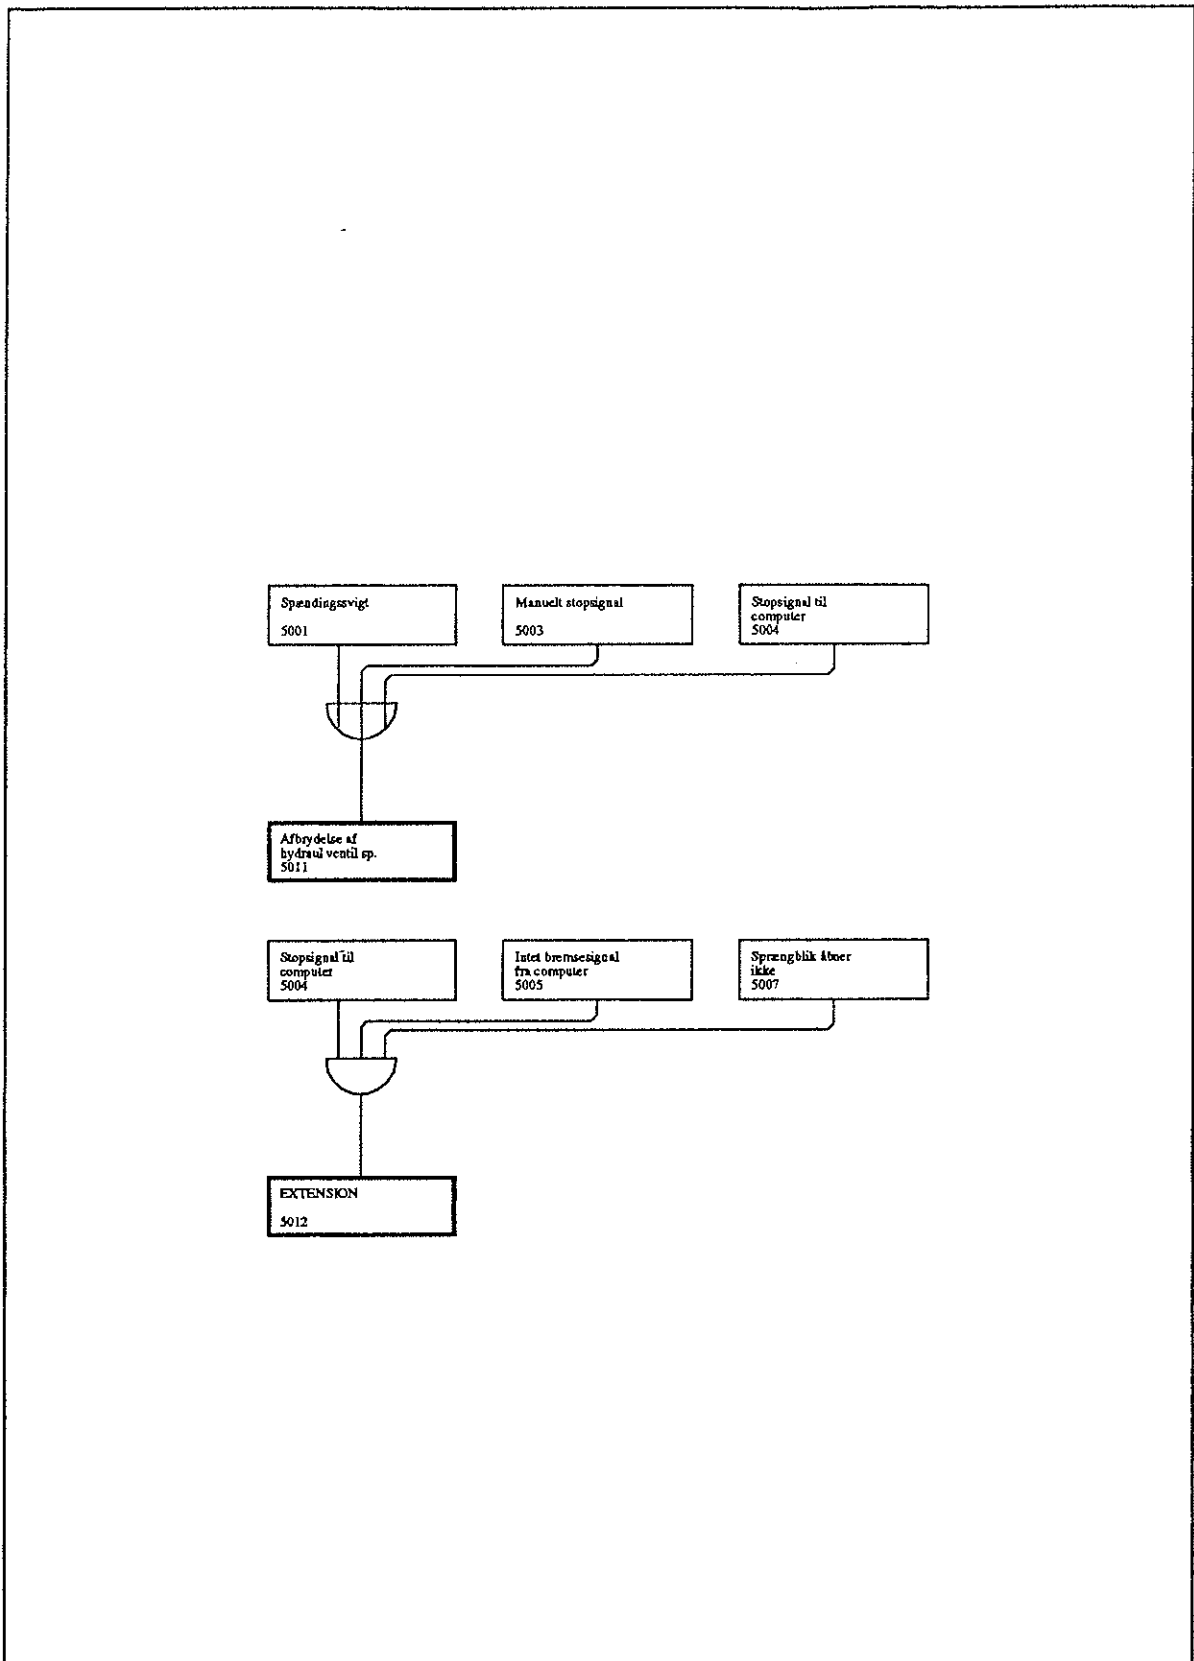 Spændingssvigt
5001
Manuelt stopsignal
5003
Stopsignal til
computer
5004
Afbrydelse af
hydraul ventil sp.
5011
Stopsignal til
computer
5004
Intet bremsesignal
fra computer
5005
Sprængblik åbner
ikke
5007
EXTENSION
5012